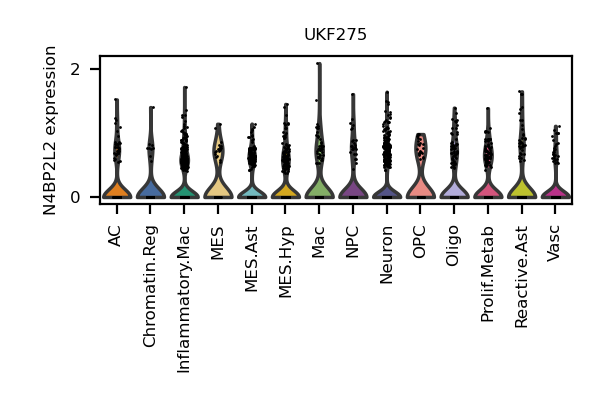 UKF275
N4BP2L2 expression
2
0
AC
Chromatin.Reg
Inflammatory.Mac
MES
MES.Ast
MES.Hyp
Mac
NPC
Neuron
OPC
Oligo
Prolif.Metab
Reactive.Ast
Vasc